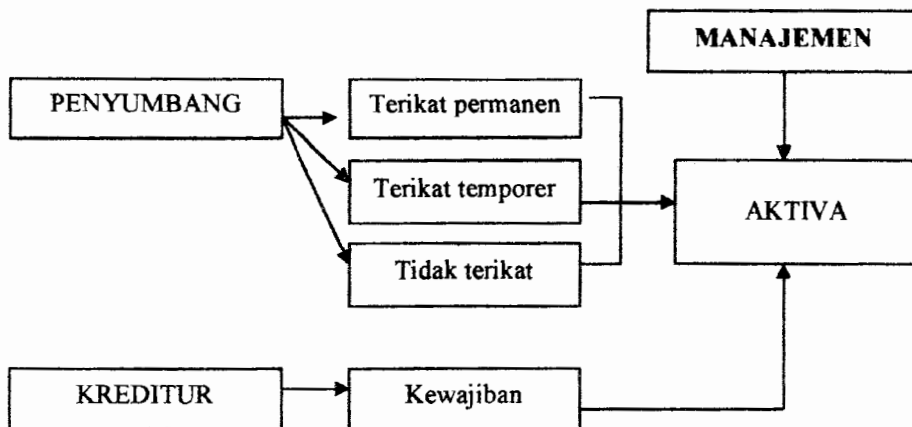 MANAJEMEN
PENYUMBANG
Terikat permanen
Terikat temporer
AKTIVA
Tidak terikat
KREDITUR
Kewajiban